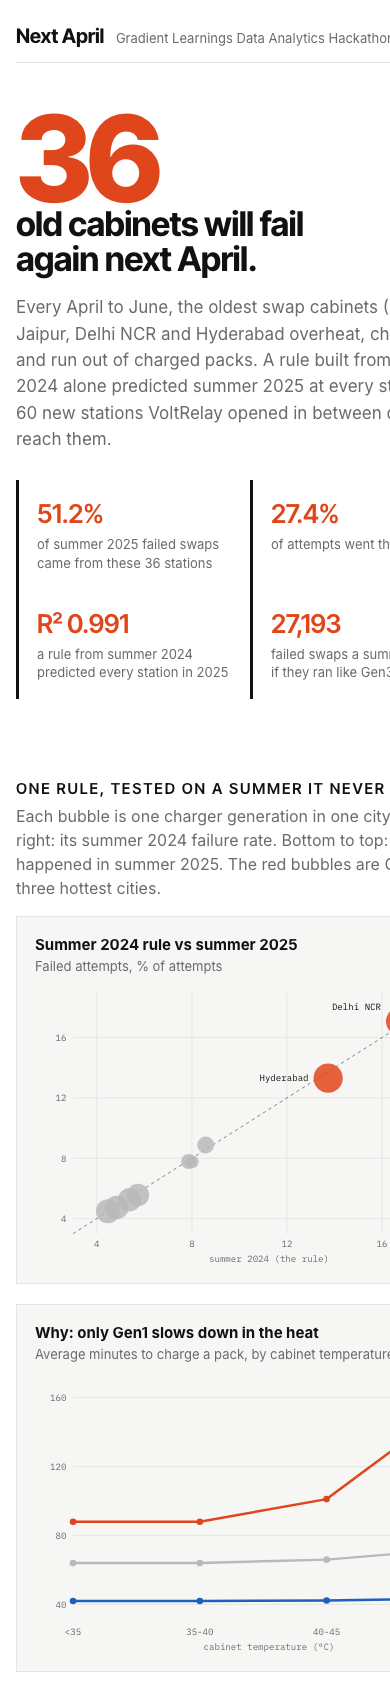 Next April Gradient Learnings Data Analytics
36
old cabinets will fail
again next April.
Every April to June, the oldest swap cabinets (
Jaipur, Delhi NCR and Hyderabad overheat,
and run out of charged packs. A rule built from
2024 alone predicted summer 2025 at every
60 new stations VoltRelay opened in between
reach them.
51.2%
of summer 2025 failed swaps
came from these 36 stations
27.4%
of attempts went
R² 0.991
a rule from summer 2024
predicted every station in 2025
27,193
failed swaps a
if they ran like
ONE RULE, TESTED ON A SUMMER IT NEVER
Each bubble is one charger generation in one city
right: its summer 2024 failure rate. Bottom to top:
happened in summer 2025. The red bubbles are
three hottest cities.
Summer 2024 rule vs summer 2025
Failed attempts, % of attempts
Delhi NCR
16
Hyderabad
12
8
4
4 8 12 16
summer 2024 (the rule)
Why: only Gen1 slows down in the heat
Average minutes to charge a pack, by cabinet temperature
160
120
80
40
<35 35-40 40-45
cabinet temperature (°C)